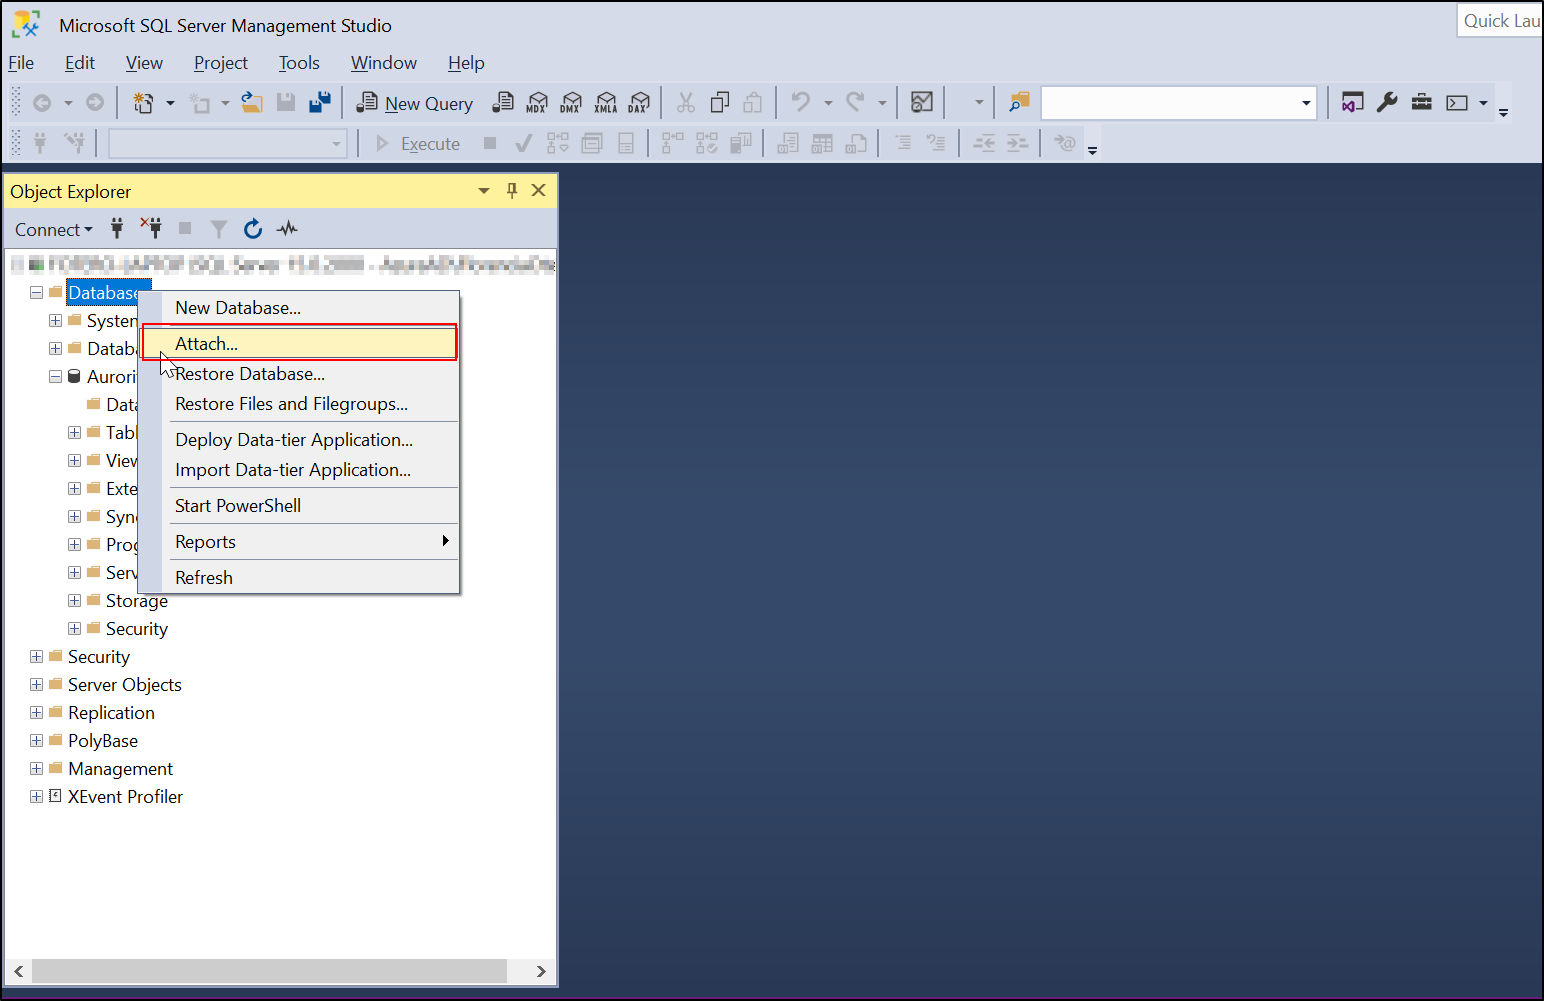 Microsoft SQL Server Management Studio
Quick Lau
File Edit View Project Tools Window Help
New Query MDX DMX XMLA DAX
Execute
Object Explorer
Connect
Database
System
Databa
Aurori
Data
Tabl
View
Exte
Syno
Prog
Serv
Storage
Security
Security
Server Objects
Replication
PolyBase
Management
XEvent Profiler
New Database...
Attach...
Restore Database...
Restore Files and Filegroups...
Deploy Data-tier Application...
Import Data-tier Application...
Start PowerShell
Reports
Refresh